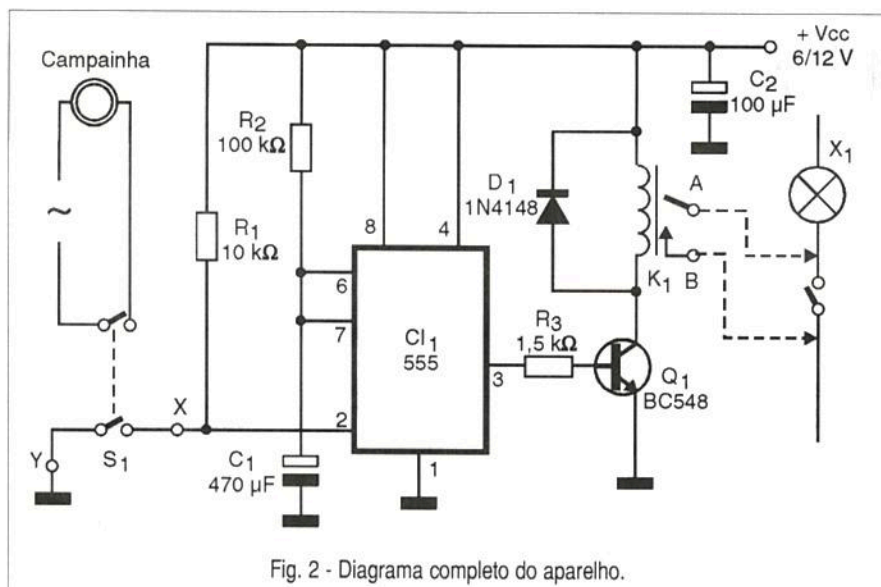 Campainha
~
R2
100 kΩ
R1
10 kΩ
+ Vcc
6/12 V
C2
100 µF
X1
D1
1N4148
A
K1
B
8
4
6
7
CI1
555
3
R3
1,5 kΩ
Q1
BC548
2
1
X
Y
S1
C1
470 µF
Fig. 2 - Diagrama completo do aparelho.